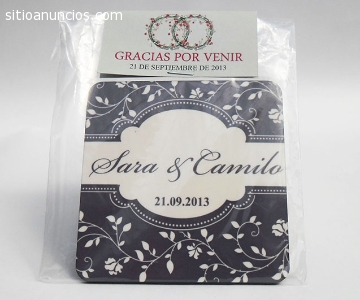 sitioanuncios.com
GRACIAS POR VENIR
21 DE SEPTIEMBRE DE 2013
Sara & Camilo
21.09.2013